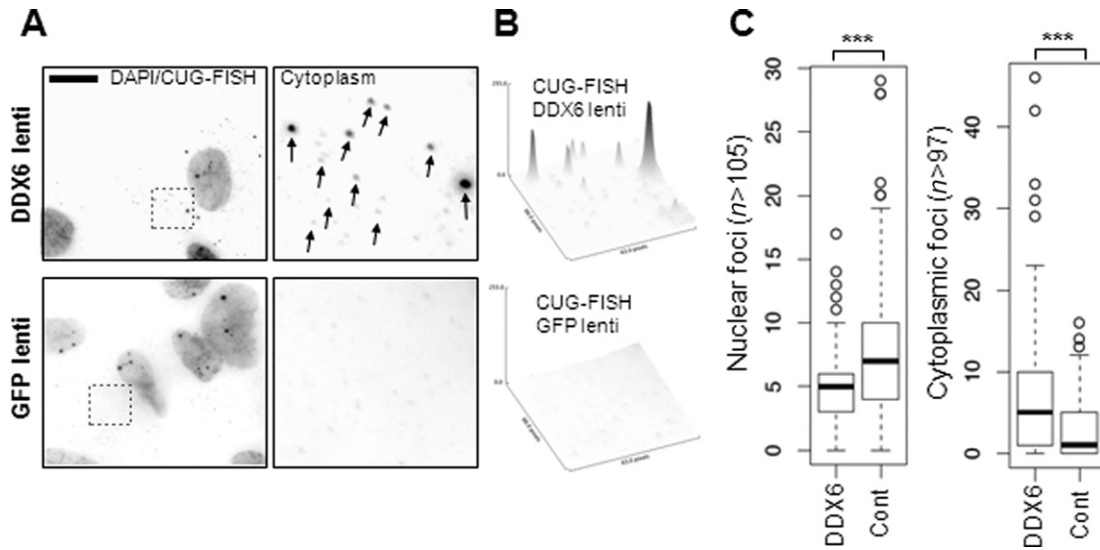 A
B
C
DAPI/CUG-FISH
Cytoplasm
DDX6 lenti
GFP lenti
CUG-FISH
DDX6 lenti
CUG-FISH
GFP lenti
***
Nuclear foci (n>105)
30
25
20
15
10
5
0
DDX6
Cont
***
Cytoplasmic foci (n>97)
40
30
20
10
0
DDX6
Cont